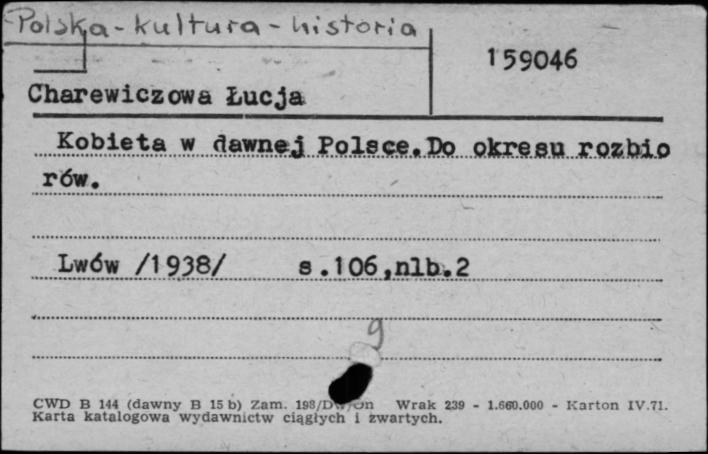 Polska - kultura - historia
159046
Charewiczowa Łucja
Kobieta w dawnej Polsce. Do okresu rozbio
rów.
Lwów /1938/ s.106,nlb.2
9
CWD B 144 (dawny B 15 b) Zam. 198/ Wrak 239 - 1.660.000 - Karton IV.71.
Karta katalogowa wydawnictw ciągłych i zwartych.